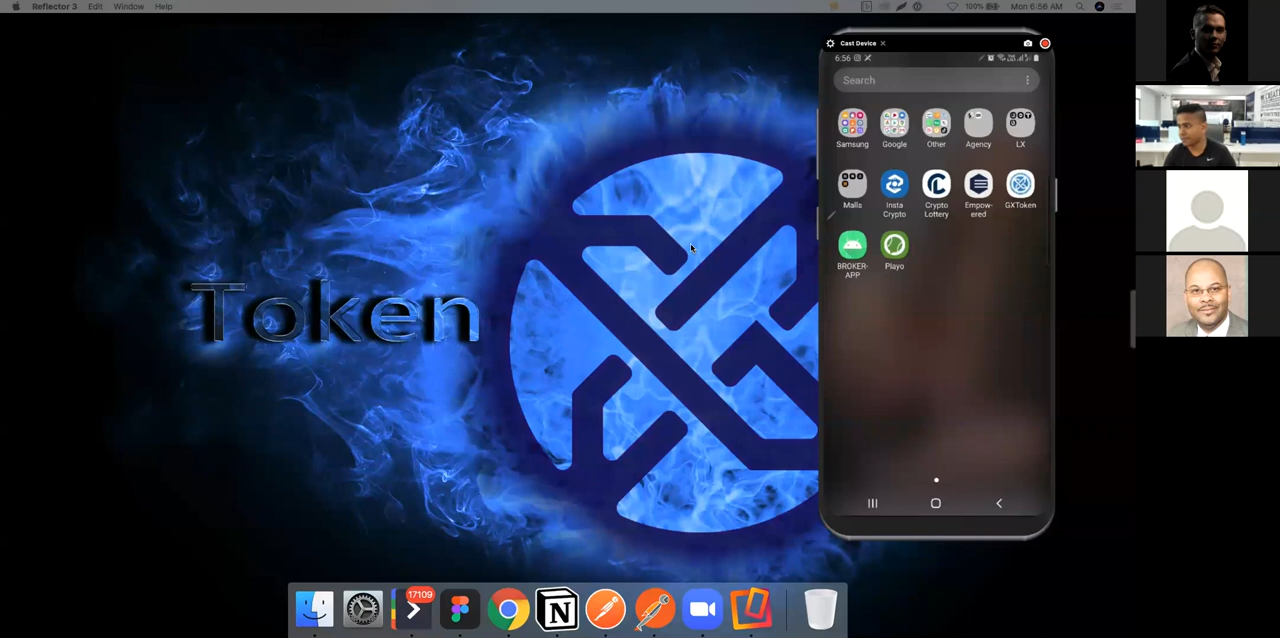 Reflector 3 Edit Window Help
100% Mon 6:56 AM
Cast Device
6:56
Search
Samsung Google Other Agency LX
Malls Insta Crypto Crypto Lottery Empow-ered GXToken
BROKER-APP Playo
Token
17109